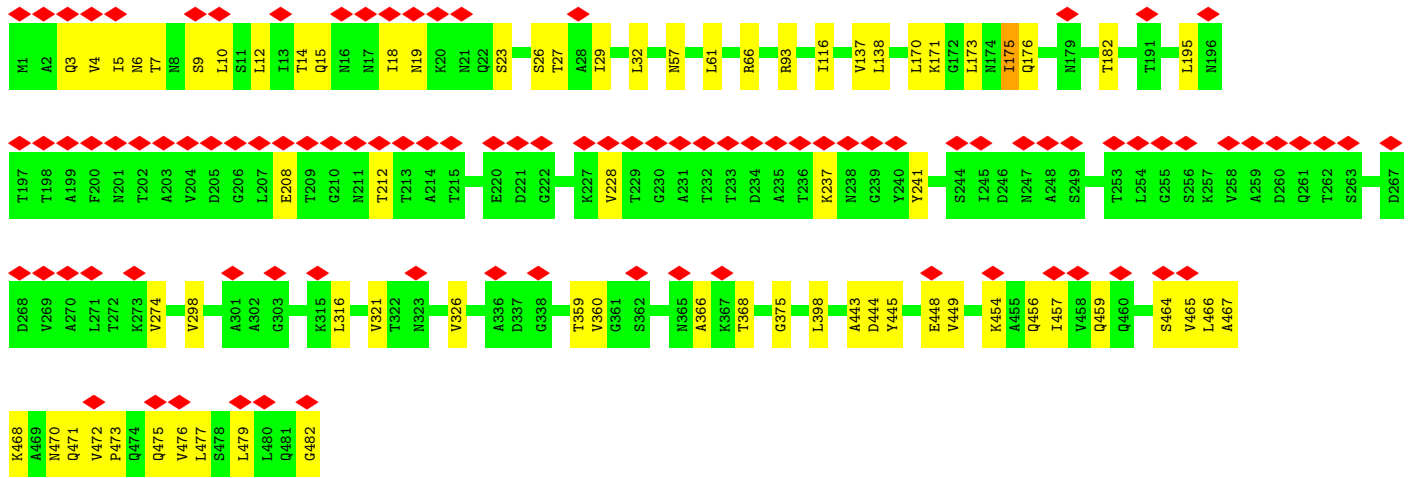 M1 A2 Q3 V4 I5 N6 T7 N8 S9 L10 S11 L12 I13 T14 Q15 N16 N17 I18 N19 K20 N21 Q22 S23 S26 T27 A28 I29 L32 N57 L61 R66 R93 I116 V137 L138 L170 K171 G172 L173 N174 I175 Q176 N179 T182 T191 L195 N196
T197 T198 A199 F200 N201 T202 A203 V204 D205 G206 L207 E208 T209 G210 N211 T212 T213 A214 T215 E220 D221 G222 K227 V228 T229 G230 A231 T232 T233 D234 A235 T236 K237 N238 G239 Y240 Y241 S244 I245 D246 N247 A248 S249 T253 L254 G255 S256 K257 V258 A259 D260 Q261 T262 S263 D267
D268 V269 A270 L271 T272 K273 V274 V298 A301 A302 G303 K315 L316 V321 T322 N323 V326 A336 D337 G338 T359 V360 G361 S362 N365 A366 K367 T368 G375 L398 A443 D444 Y445 E448 V449 K454 A455 Q456 I457 V458 Q459 Q460 S464 V465 L466 A467
K468 A469 N470 Q471 V472 P473 Q474 Q475 V476 L477 S478 L479 L480 Q481 G482